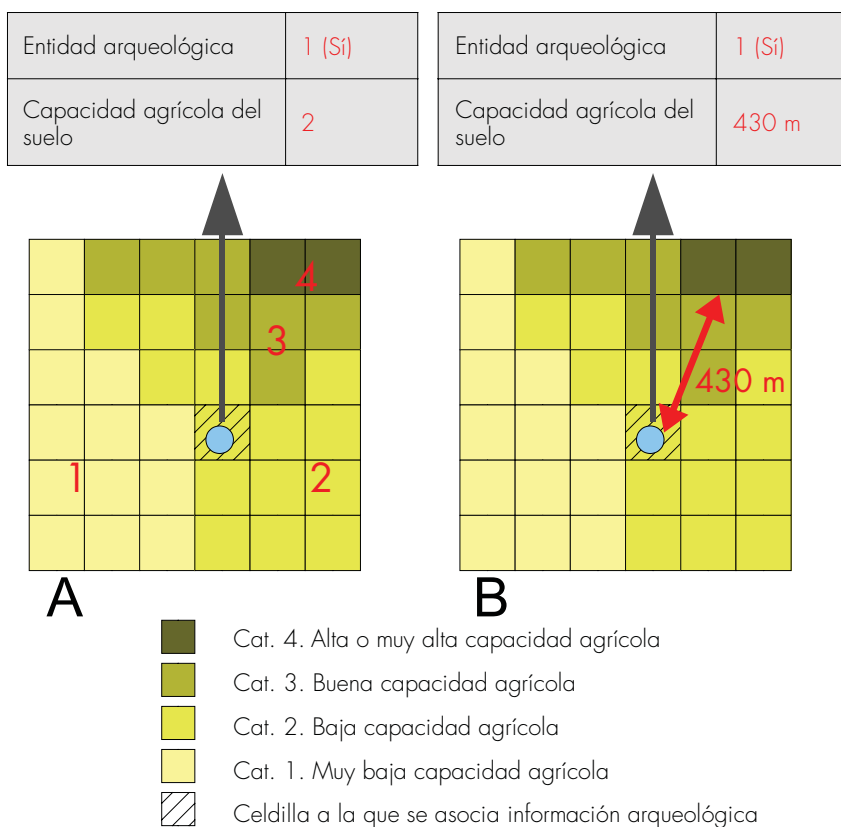 Entidad arqueológica 1 (Sí)
Capacidad agrícola del
suelo 2
Entidad arqueológica 1 (Sí)
Capacidad agrícola del
suelo 430 m
4
3
1
2
430 m
A
B
Cat. 4. Alta o muy alta capacidad agrícola
Cat. 3. Buena capacidad agrícola
Cat. 2. Baja capacidad agrícola
Cat. 1. Muy baja capacidad agrícola
Celdilla a la que se asocia información arqueológica